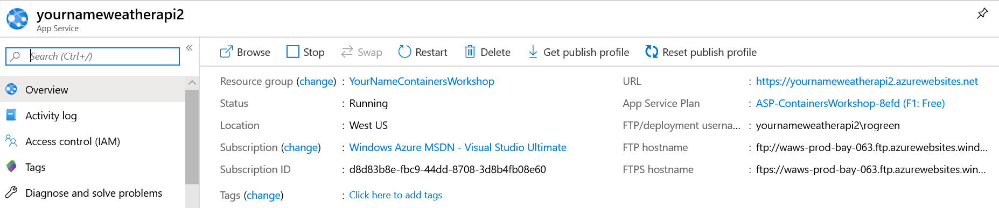 yournameweatherapi2
App Service
Search (Ctrl+/)
«
Overview
Activity log
Access control (IAM)
Tags
Diagnose and solve problems
Browse Stop Swap Restart Delete Get publish profile Reset publish profile
Resource group (change) : YourNameContainersWorkshop
Status : Running
Location : West US
Subscription (change) : Windows Azure MSDN - Visual Studio Ultimate
Subscription ID : d8d83b8e-fbc9-44dd-8708-3d8b4fb08e60
Tags (change) : Click here to add tags
URL : https://yournameweatherapi2.azurewebsites.net
App Service Plan : ASP-ContainersWorkshop-8efd (F1: Free)
FTP/deployment userna... : yournameweatherapi2\rogreen
FTP hostname : ftp://waws-prod-bay-063.ftp.azurewebsites.wind...
FTPS hostname : ftps://waws-prod-bay-063.ftp.azurewebsites.win...